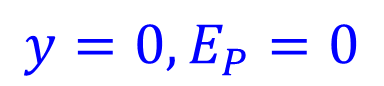 y = 0, E_P = 0